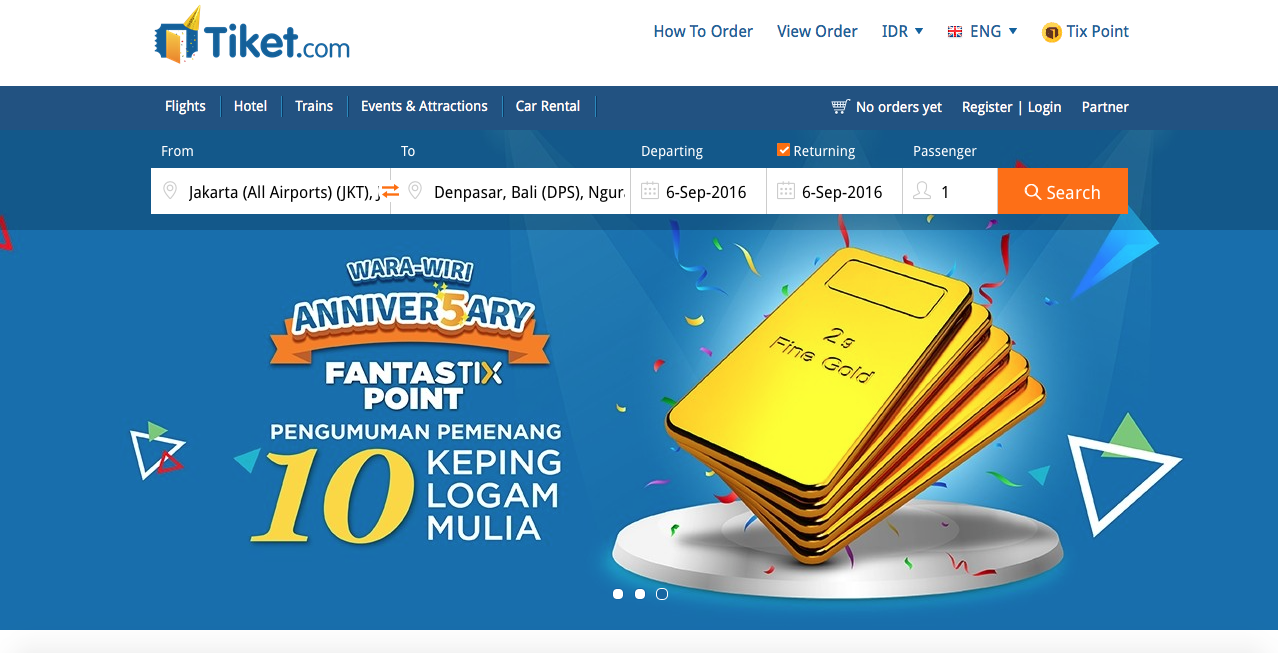 Tiket.com
How To Order View Order IDR ENG Tix Point
Flights Hotel Trains Events & Attractions Car Rental No orders yet Register | Login Partner
From To Departing Returning Passenger
Jakarta (All Airports) (JKT), Denpasar, Bali (DPS), Ngur 6-Sep-2016 6-Sep-2016 1 Search
WARA-WIRI
ANNIVER5ARY
FANTASTIX
POINT
PENGUMUMAN PEMENANG
10 KEPING
LOGAM
MULIA
2g
Fine Gold